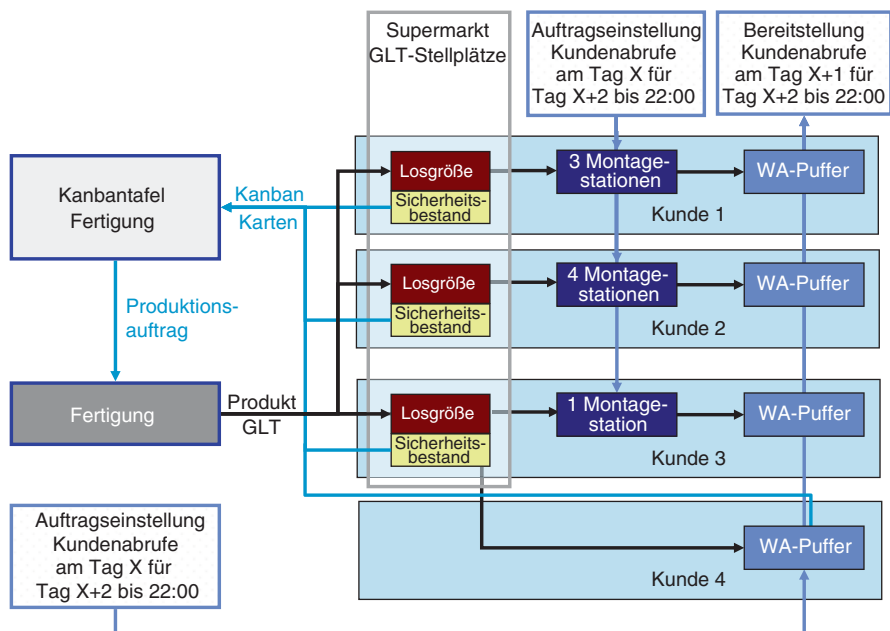 Supermarkt
GLT-Stellplätze
Auftragseinstellung
Kundenabrufe
am Tag X für
Tag X+2 bis 22:00
Bereitstellung
Kundenabrufe
am Tag X+1 für
Tag X+2 bis 22:00
Kanbantafel
Fertigung
Kanban
Karten
Losgröße
Sicherheits-
bestand
3 Montage-
stationen
WA-Puffer
Kunde 1
Losgröße
Sicherheits-
bestand
4 Montage-
stationen
WA-Puffer
Kunde 2
Produktions-
auftrag
Fertigung
Produkt
GLT
Losgröße
Sicherheits-
bestand
1 Montage-
station
WA-Puffer
Kunde 3
Auftragseinstellung
Kundenabrufe
am Tag X für
Tag X+2 bis 22:00
WA-Puffer
Kunde 4